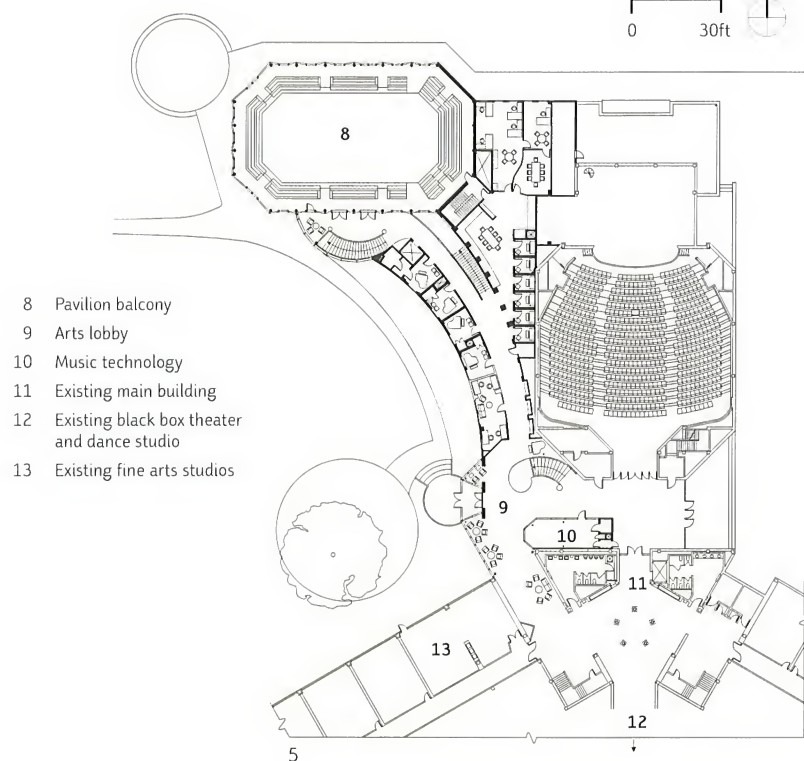 0 30ft
8
8 Pavilion balcony
9 Arts lobby
10 Music technology
11 Existing main building
12 Existing black box theater
and dance studio
13 Existing fine arts studios
9
10
11
13
12
5